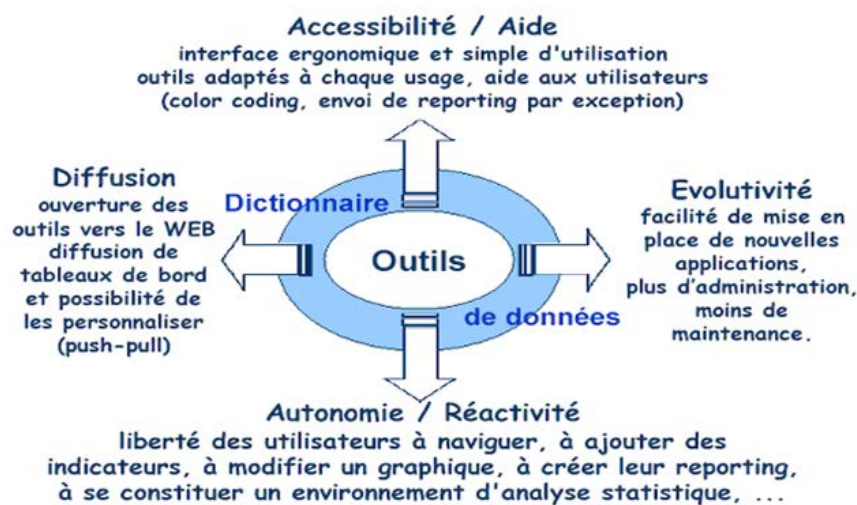 Accessibilité / Aide
interface ergonomique et simple d'utilisation
outils adaptés à chaque usage, aide aux utilisateurs
(color coding, envoi de reporting par exception)
Diffusion
ouverture des
outils vers le WEB
diffusion de
tableaux de bord
et possibilité de
les personnaliser
(push-pull)
Dictionnaire
Outils
de données
Evolutivité
facilité de mise en
place de nouvelles
applications,
plus d'administration,
moins de
maintenance.
Autonomie / Réactivité
liberté des utilisateurs à naviguer, à ajouter des
indicateurs, à modifier un graphique, à créer leur reporting,
à se constituer un environnement d'analyse statistique, ...